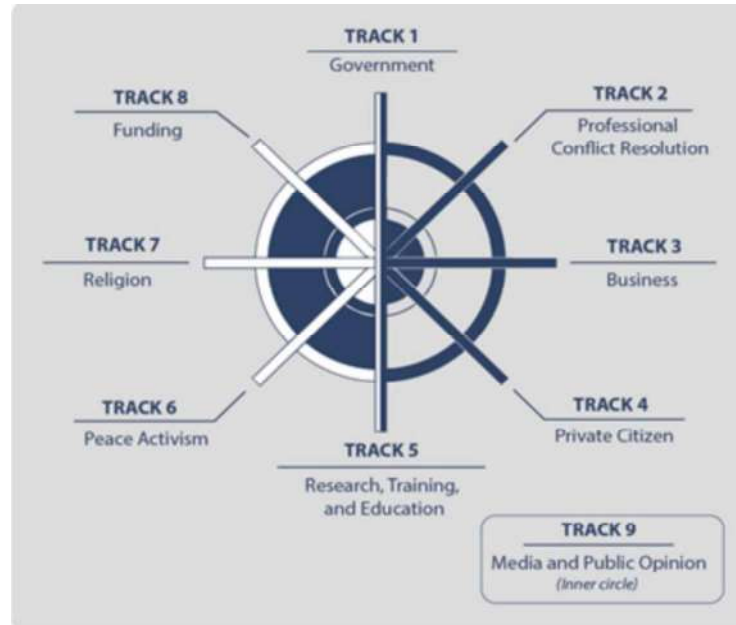 TRACK 1
Government
TRACK 8
Funding
TRACK 2
Professional
Conflict Resolution
TRACK 7
Religion
TRACK 3
Business
TRACK 6
Peace Activism
TRACK 4
Private Citizen
TRACK 5
Research, Training,
and Education
TRACK 9
Media and Public Opinion
(Inner circle)